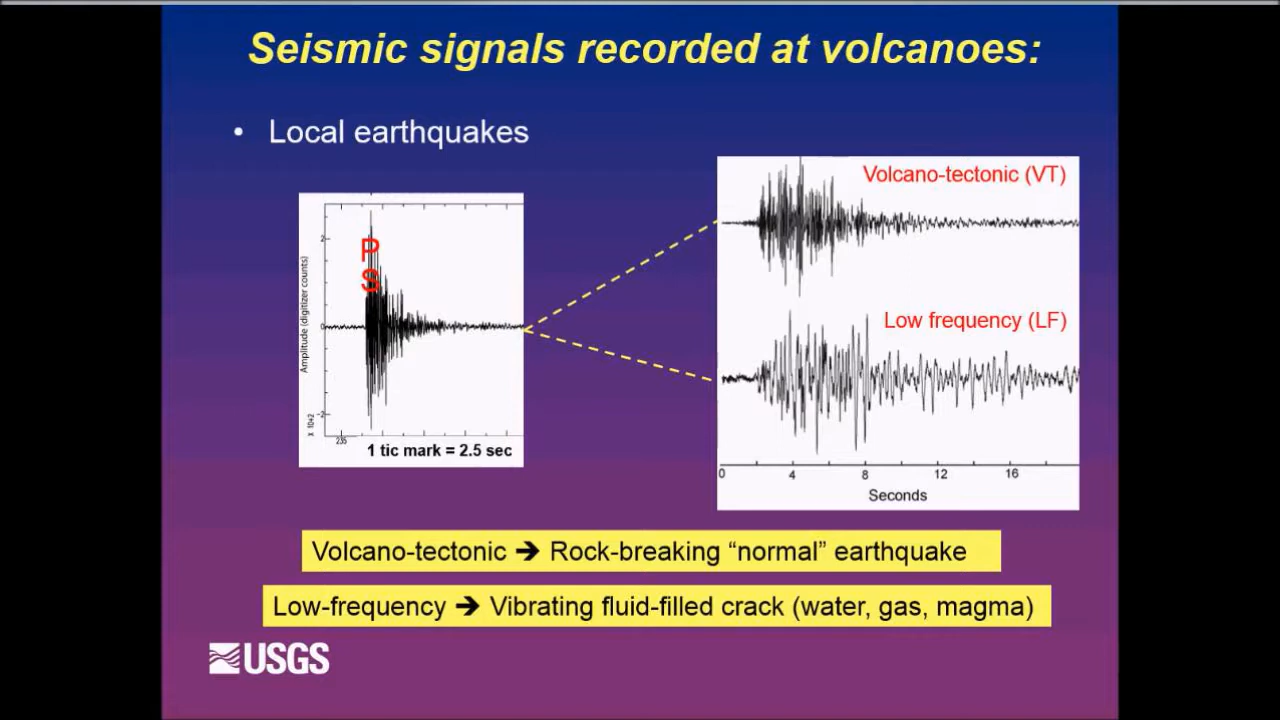 Seismic signals recorded at volcanoes:
• Local earthquakes
Volcano-tectonic (VT)
P
S
2
0
-2
Amplitude (digitizer counts)
X 10+2
235
1 tic mark = 2.5 sec
Low frequency (LF)
0 4 8 12 16
Seconds
Volcano-tectonic ➔ Rock-breaking “normal” earthquake
Low-frequency ➔ Vibrating fluid-filled crack (water, gas, magma)
USGS